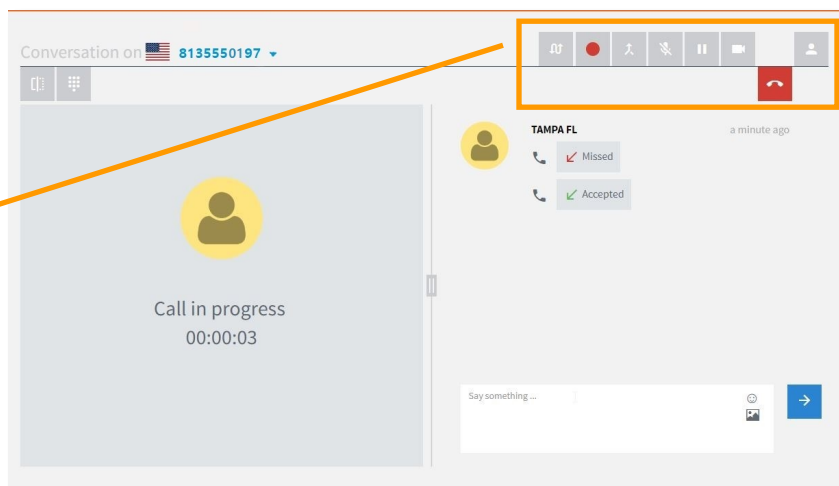 Conversation on 8135550197
TAMPA FL a minute ago
Missed
Accepted
Call in progress
00:00:03
Say something ...